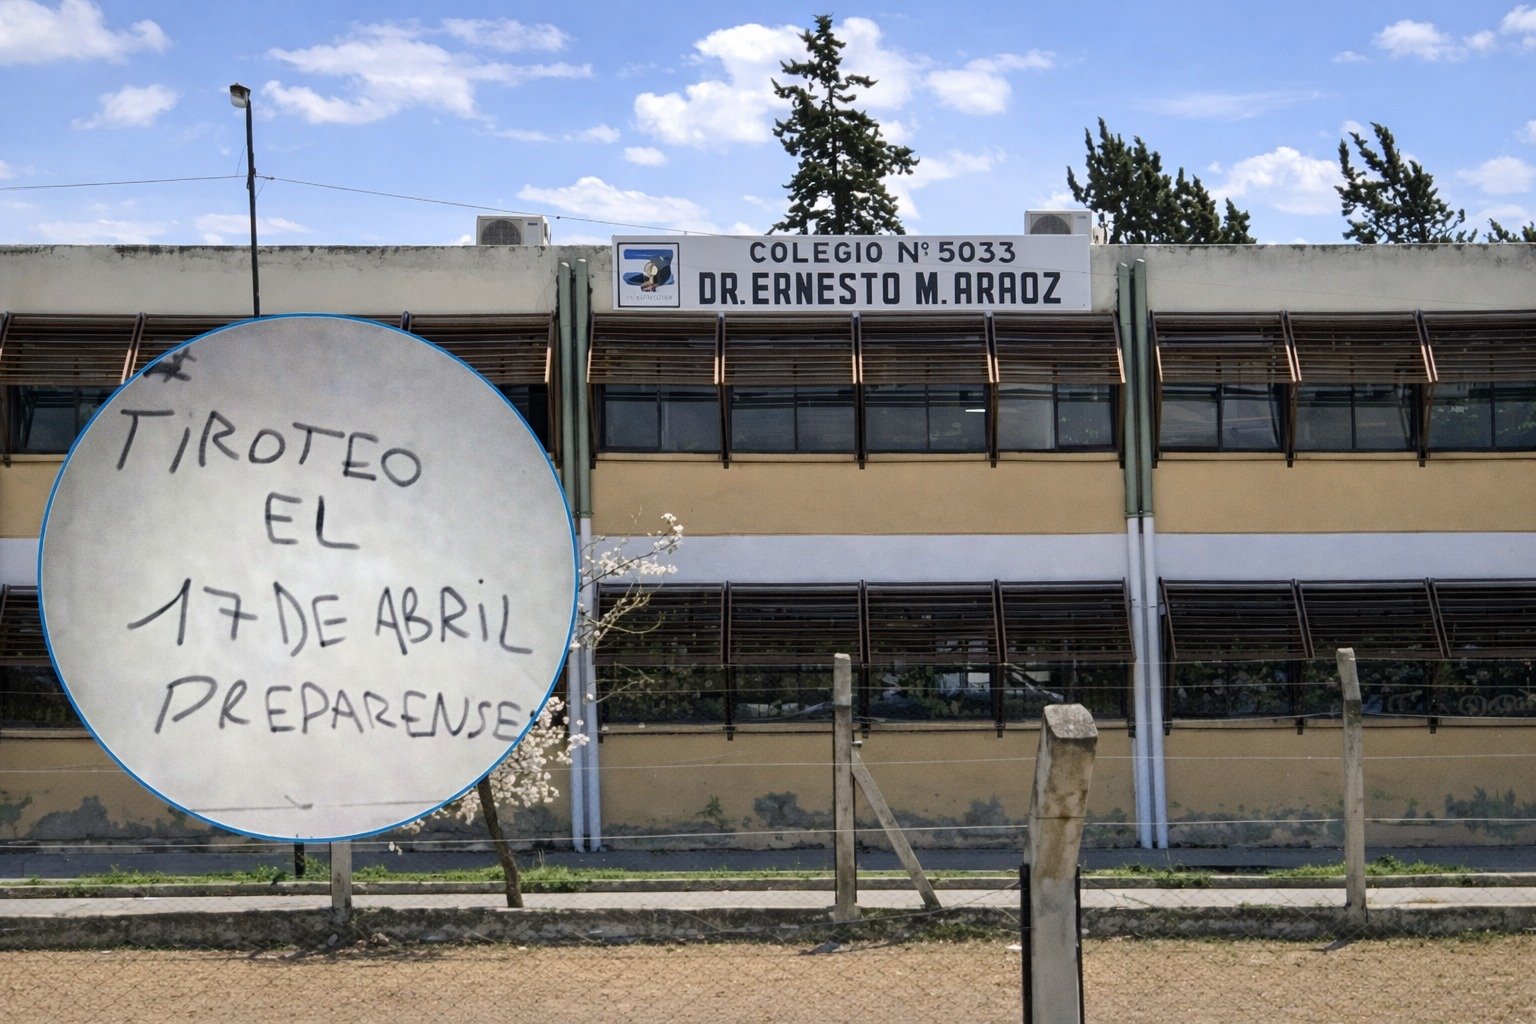 COLEGIO Nº 5033
DR. ERNESTO M. ARAOZ
TiROTEO
EL
17 DE ABRiL
PREPARENSE